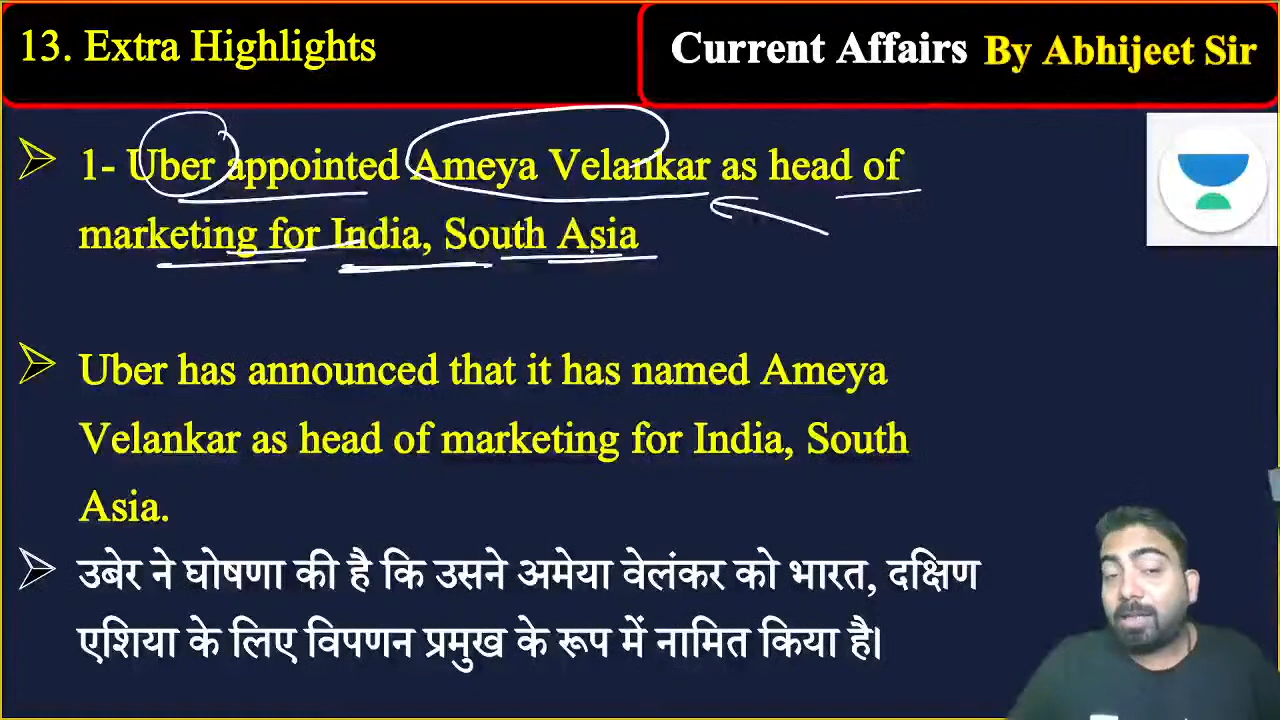 13. Extra Highlights
Current Affairs By Abhijeet Sir
1- Uber appointed Ameya Velankar as head of
marketing for India, South Asia
Uber has announced that it has named Ameya
Velankar as head of marketing for India, South
Asia.
उबेर ने घोषणा की है कि उसने अमेया वेलंकर को भारत, दक्षिण
एशिया के लिए विपणन प्रमुख के रूप में नामित किया है।